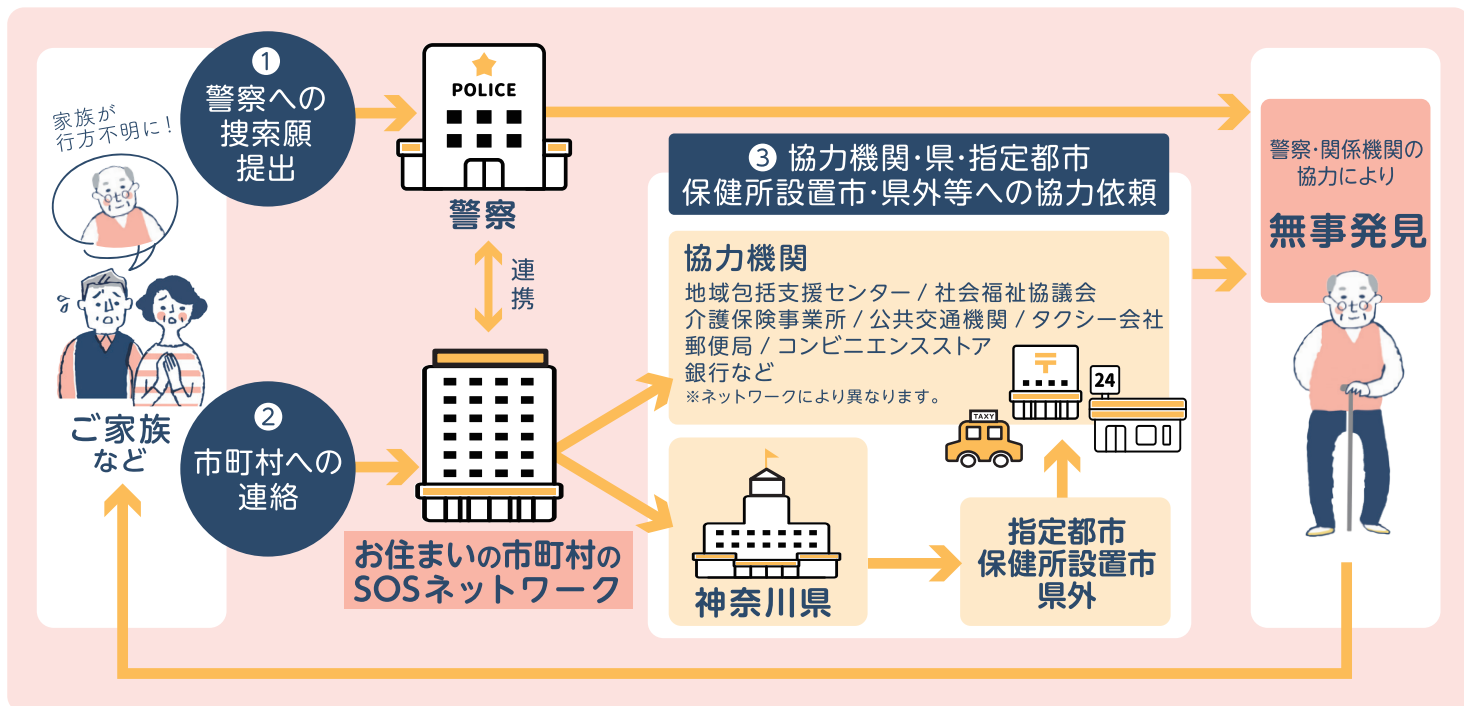 家族が
行方不明に！
ご家族
など
❶
警察への
捜索願
提出
POLICE
警察
連
携
❷
市町村への
連絡
お住まいの市町村の
SOSネットワーク
❸ 協力機関・県・指定都市
保健所設置市・県外等への協力依頼
協力機関
地域包括支援センター / 社会福祉協議会
介護保険事業所 / 公共交通機関 / タクシー会社
郵便局 / コンビニエンスストア
銀行など
※ネットワークにより異なります。
〒
24
TAXY
神奈川県
指定都市
保健所設置市
県外
警察・関係機関の
協力により
無事発見